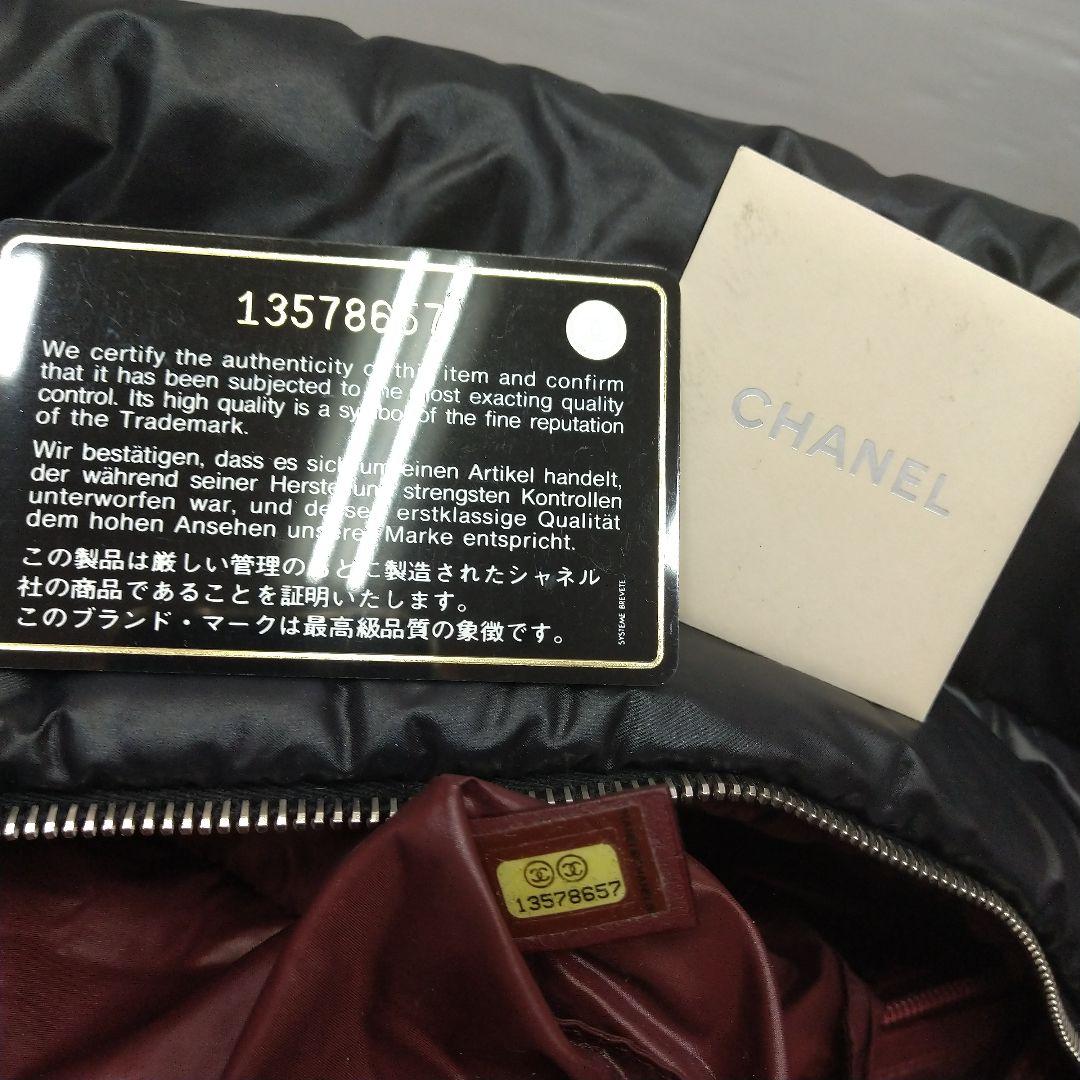 13578657
We certify the authenticity of this item and confirm
that it has been subjected to the most exacting quality
control. Its high quality is a symbol of the fine reputation
of the Trademark.
Wir bestätigen, dass es sich um einen Artikel handelt,
der während seiner Herstellung strengsten Kontrollen
unterworfen war, und dessen erstklassige Qualität
dem hohen Ansehen unserer Marke entspricht.
この製品は厳しい管理のもとに製造されたシャネル
社の商品であることを証明いたします。
このブランド・マークは最高級品質の象徴です。
SYSTEME BREVETE
CHANEL
13578657